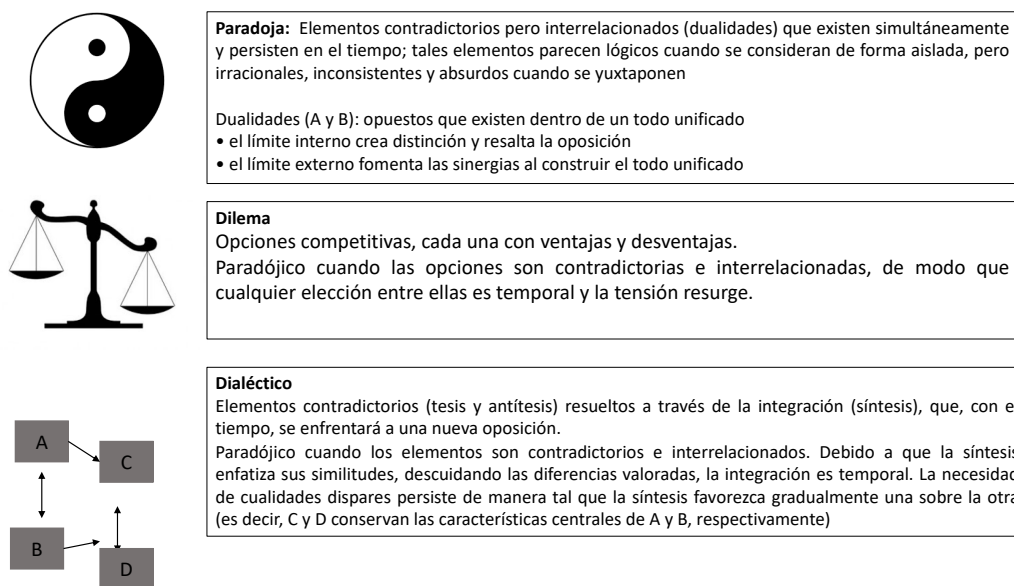 Paradoja: Elementos contradictorios pero interrelacionados (dualidades) que existen simultáneamente
y persisten en el tiempo; tales elementos parecen lógicos cuando se consideran de forma aislada, pero
irracionales, inconsistentes y absurdos cuando se yuxtaponen
Dualidades (A y B): opuestos que existen dentro de un todo unificado
• el límite interno crea distinción y resalta la oposición
• el límite externo fomenta las sinergias al construir el todo unificado
Dilema
Opciones competitivas, cada una con ventajas y desventajas.
Paradójico cuando las opciones son contradictorias e interrelacionadas, de modo que
cualquier elección entre ellas es temporal y la tensión resurge.
Dialéctico
Elementos contradictorios (tesis y antítesis) resueltos a través de la integración (síntesis), que, con e
tiempo, se enfrentará a una nueva oposición.
Paradójico cuando los elementos son contradictorios e interrelacionados. Debido a que la síntesis
enfatiza sus similitudes, descuidando las diferencias valoradas, la integración es temporal. La necesidad
de cualidades dispares persiste de manera tal que la síntesis favorezca gradualmente una sobre la otra
(es decir, C y D conservan las características centrales de A y B, respectivamente)
A
C
B
D